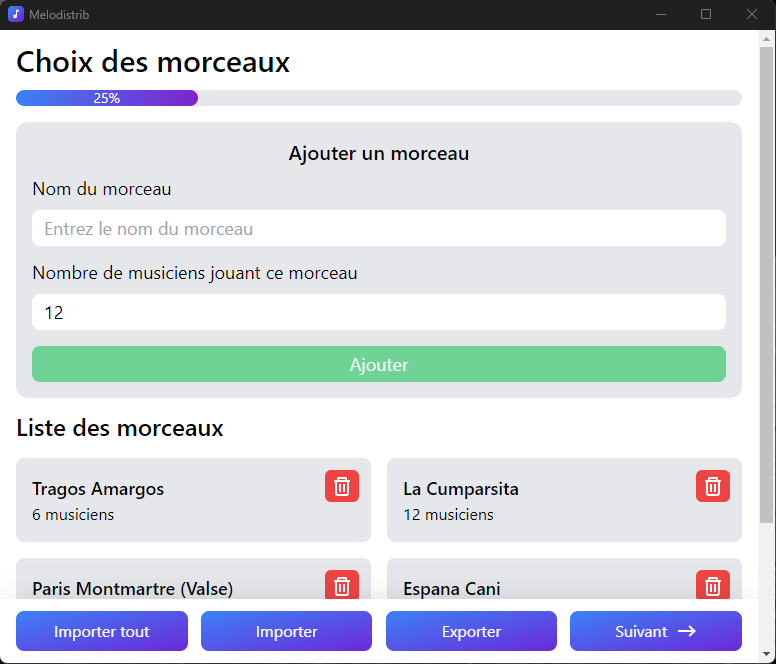 Melodistrib
Choix des morceaux
25%
Ajouter un morceau
Nom du morceau
Entrez le nom du morceau
Nombre de musiciens jouant ce morceau
12
Ajouter
Liste des morceaux
Tragos Amargos
6 musiciens
La Cumparsita
12 musiciens
Paris Montmartre (Valse)
Espana Cani
Importer tout
Importer
Exporter
Suivant →